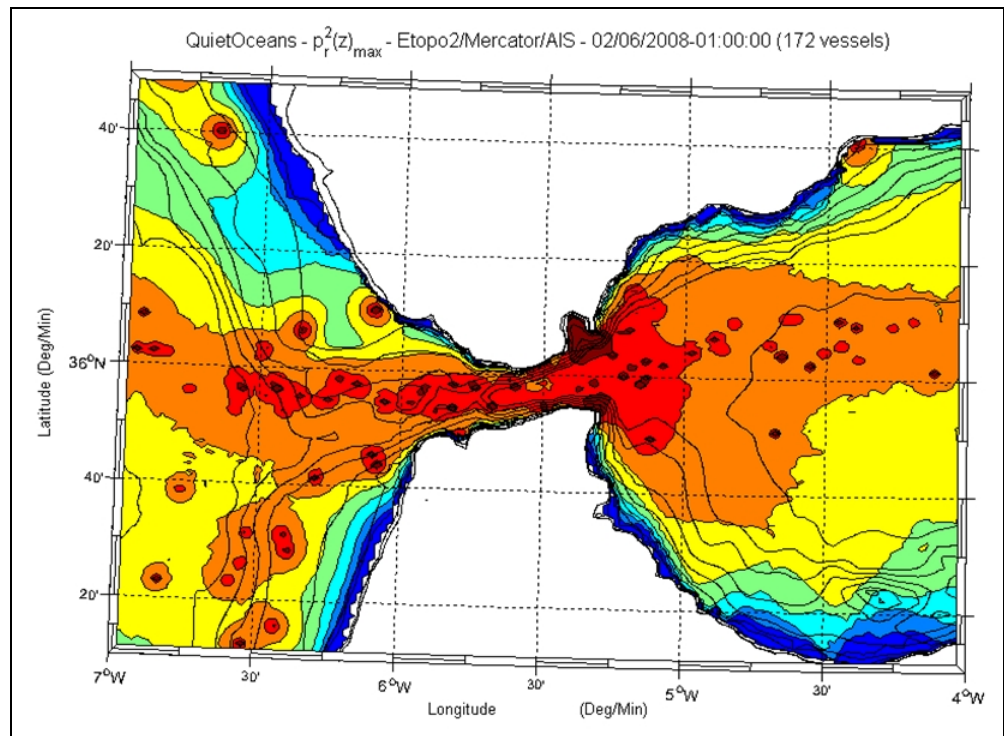 QuietOceans - p_r^2(z)_max - Etopo2/Mercator/AIS - 02/06/2008-01:00:00 (172 vessels)
40'
20'
36°N
40'
20'
Latitude (Deg/Min)
7°W 30' 6°W 30' 5°W 30' 4°W
Longitude (Deg/Min)